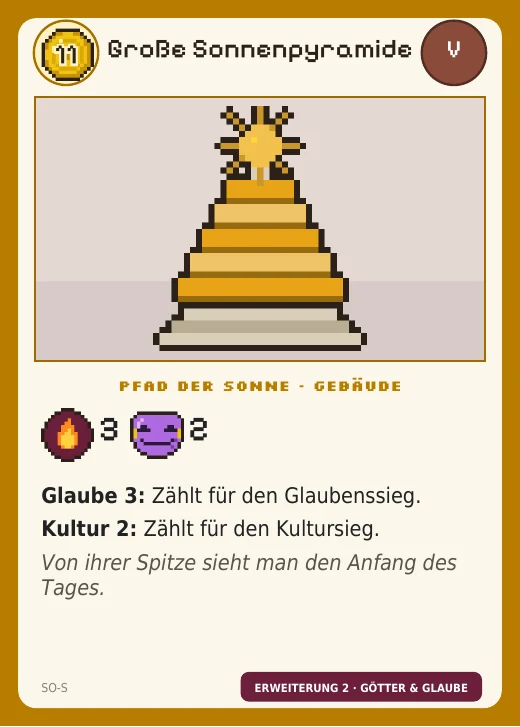 11 Große Sonnenpyramide V
PFAD DER SONNE · GEBÄUDE
3 2
Glaube 3: Zählt für den Glaubenssieg.
Kultur 2: Zählt für den Kultursieg.
Von ihrer Spitze sieht man den Anfang des
Tages.
SO-S ERWEITERUNG 2 · GÖTTER & GLAUBE